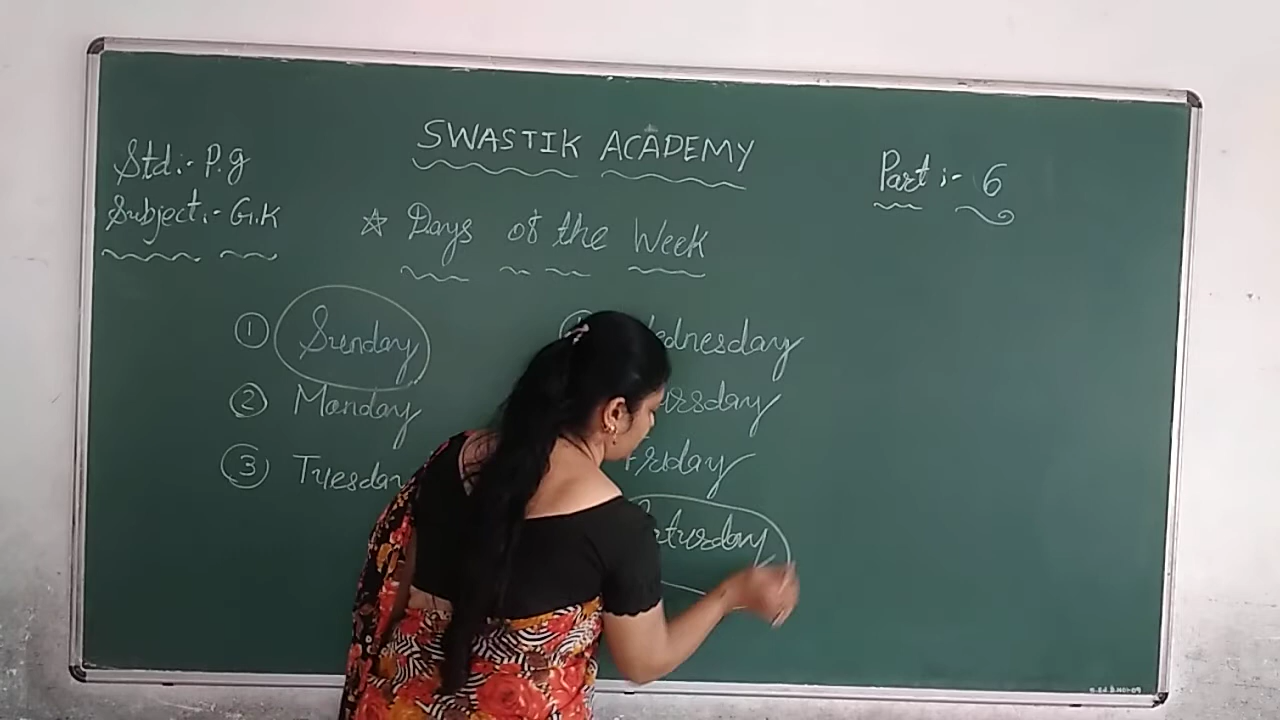 SWASTIK ACADEMY
Std:- P.g
Subject:- G.K
Part:- 6
☆ Days of the Week
① Sunday
② Monday
③ Tuesday
Wednesday
Thursday
Friday
Saturday